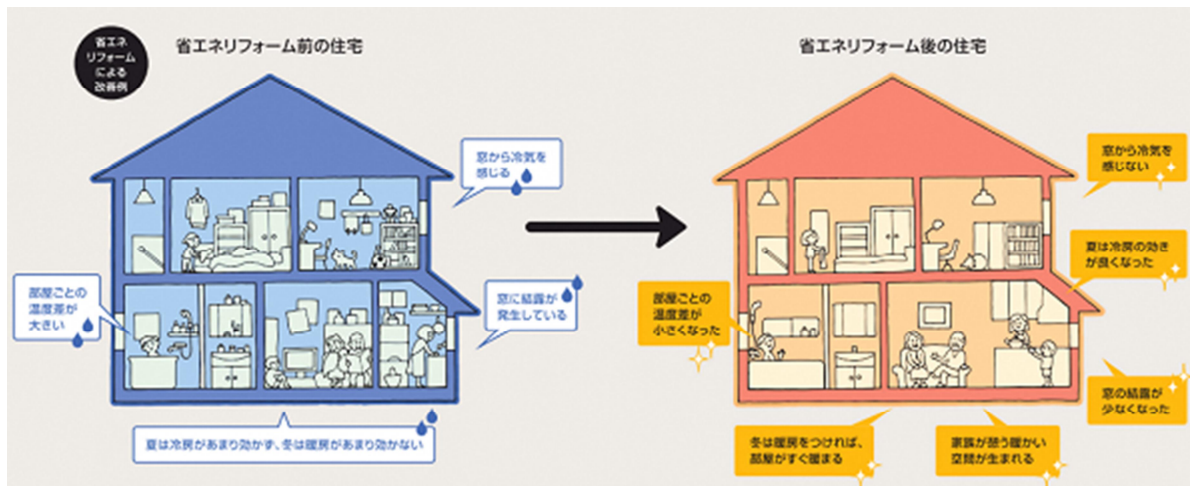 省エネ
リフォーム
による
改善例
省エネリフォーム前の住宅
窓から冷気を
感じる
部屋ごとの
温度差が
大きい
窓に結露が
発生している
夏は冷房があまり効かず、冬は暖房があまり効かない
省エネリフォーム後の住宅
窓から冷気を
感じない
夏は冷房の効き
が良くなった
部屋ごとの
温度差が
小さくなった
窓の結露が
少なくなった
冬は暖房をつければ、
部屋がすぐ暖まる
家族が憩う暖かい
空間が生まれる